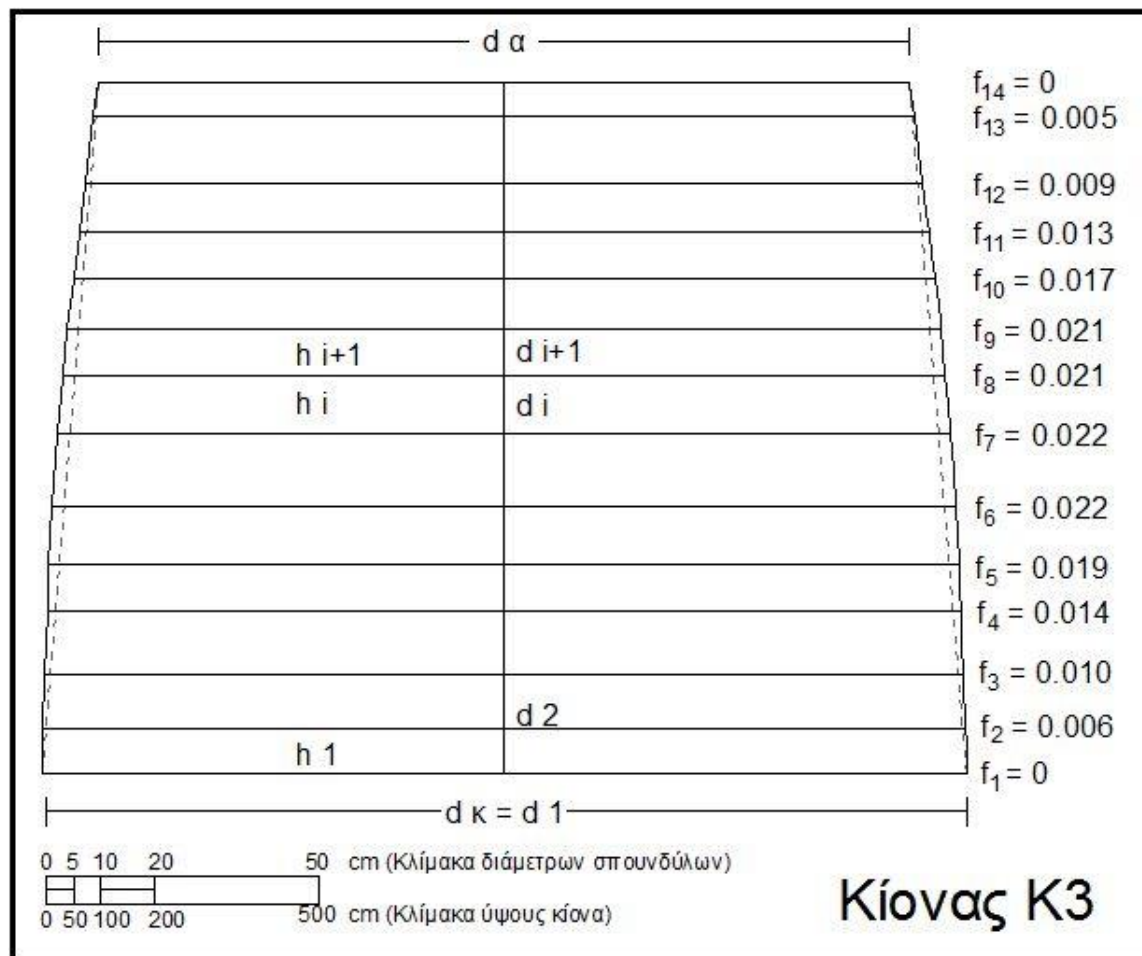 d α
f14 = 0
f13 = 0.005
f12 = 0.009
f11 = 0.013
f10 = 0.017
f9 = 0.021
h i+1 d i+1
f8 = 0.021
h i d i
f7 = 0.022
f6 = 0.022
f5 = 0.019
f4 = 0.014
f3 = 0.010
d 2
f2 = 0.006
h 1
f1 = 0
d κ = d 1
0 5 10 20 50 cm (Κλίμακα διάμετρων σπουνδύλων)
0 50 100 200 500 cm (Κλίμακα ύψους κίονα)
Κίονας Κ3